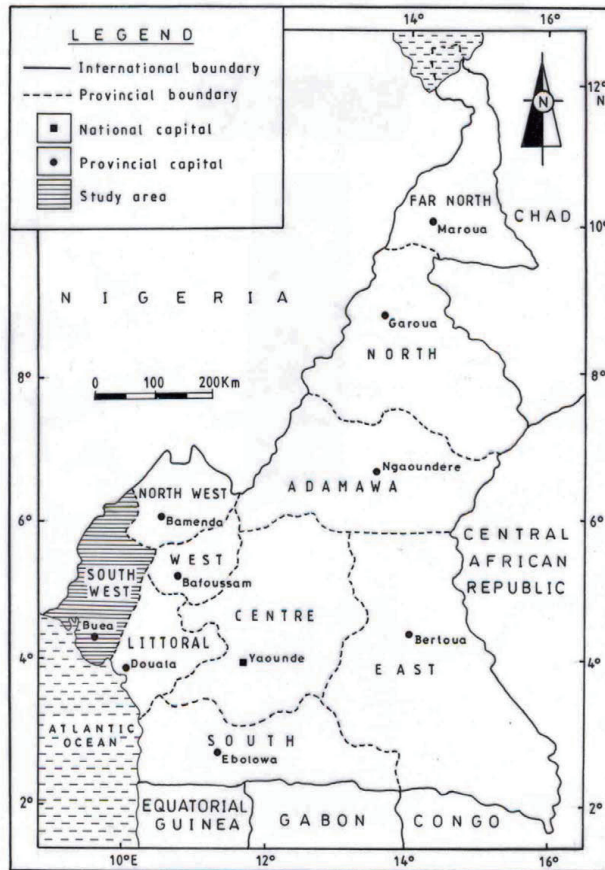 LEGEND
International boundary
Provincial boundary
National capital
Provincial capital
Study area
14°
16°
12°
N
N
FAR NORTH
Maroua
CHAD
10°
NIGERIA
Garoua
NORTH
8°
8°
0 100 200Km
Ngaoundere
ADAMAWA
NORTH WEST
Bamenda
6°
6°
CENTRAL
AFRICAN
REPUBLIC
WEST
Bafoussam
SOUTH
WEST
CENTRE
Buea
LITTORAL
Bertoua
4°
Douala
Yaounde
EAST
4°
ATLANTIC
OCEAN
SOUTH
Ebolowa
2°
2°
EQUATORIAL
GUINEA
GABON
CONGO
10°E
12°
14°
16°